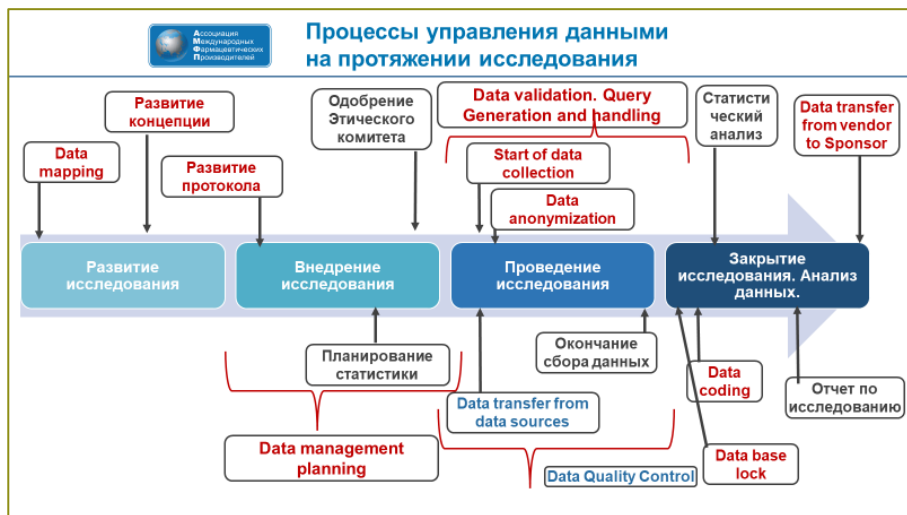 Ассоциация
Международных
Фармацевтических
Производителей
Процессы управления данными
на протяжении исследования
Развитие
концепции
Одобрение
Этического
комитета
Data validation. Query
Generation and handling
Статисти
ческий
анализ
Data transfer
from vendor
to Sponsor
Data
mapping
Развитие
протокола
Start of data
collection
Data
anonymization
Развитие
исследования
Внедрение
исследования
Проведение
исследования
Закрытие
исследования. Анализ
данных.
Планирование
статистики
Окончание
сбора данных
Data
coding
Отчет по
исследованию
Data transfer from
data sources
Data management
planning
Data Quality Control
Data base
lock